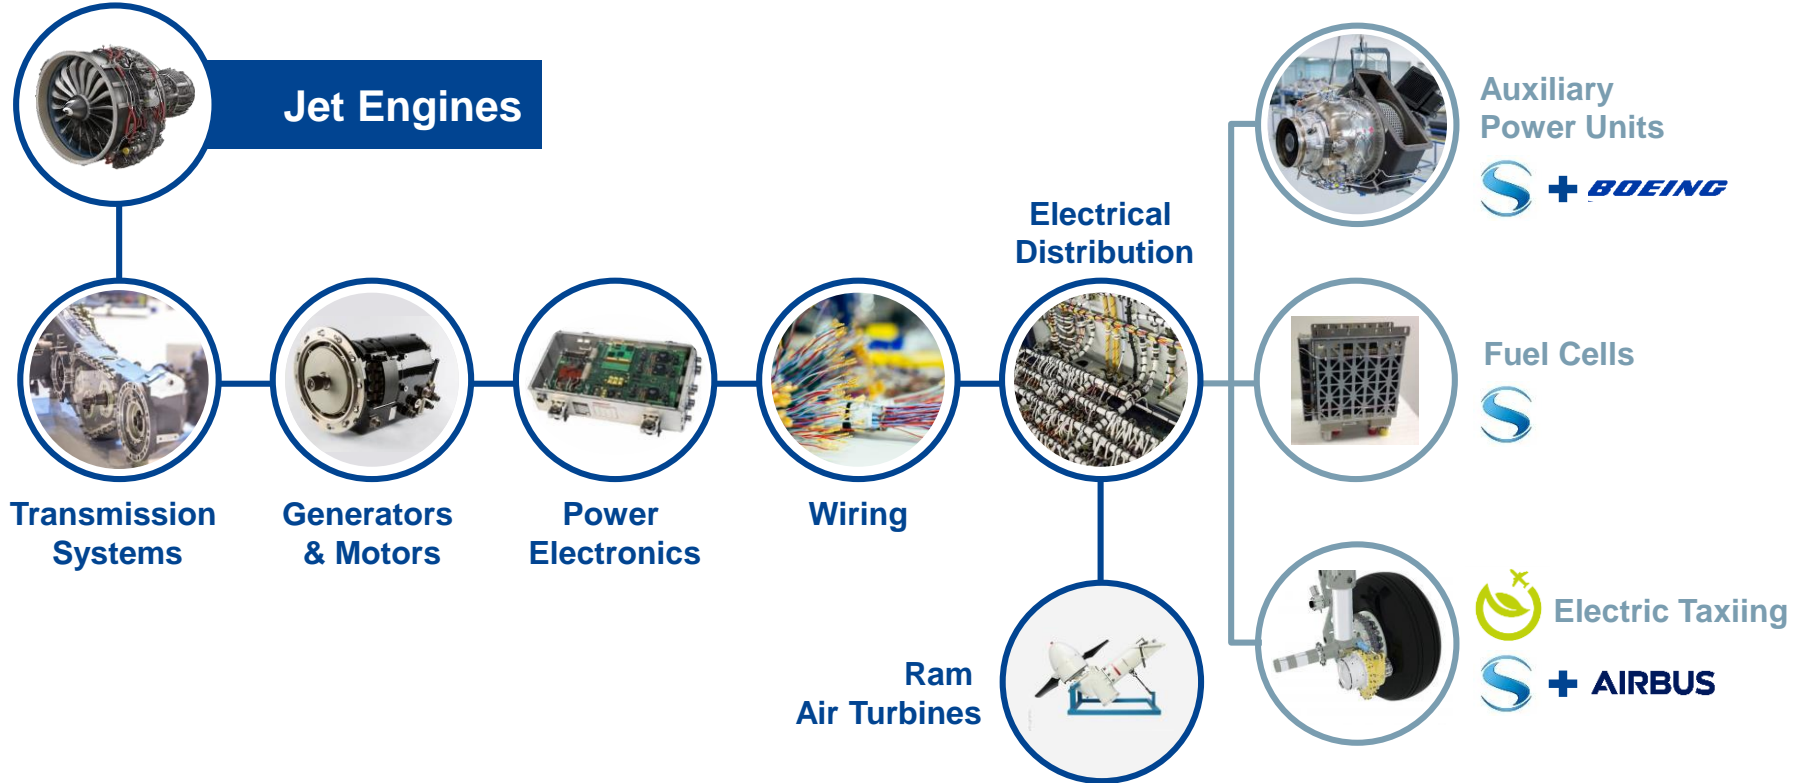 Jet Engines
Auxiliary
Power Units
BOEING
Electrical
Distribution
Fuel Cells
Transmission
Systems
Generators
& Motors
Power
Electronics
Wiring
Ram
Air Turbines
Electric Taxiing
AIRBUS